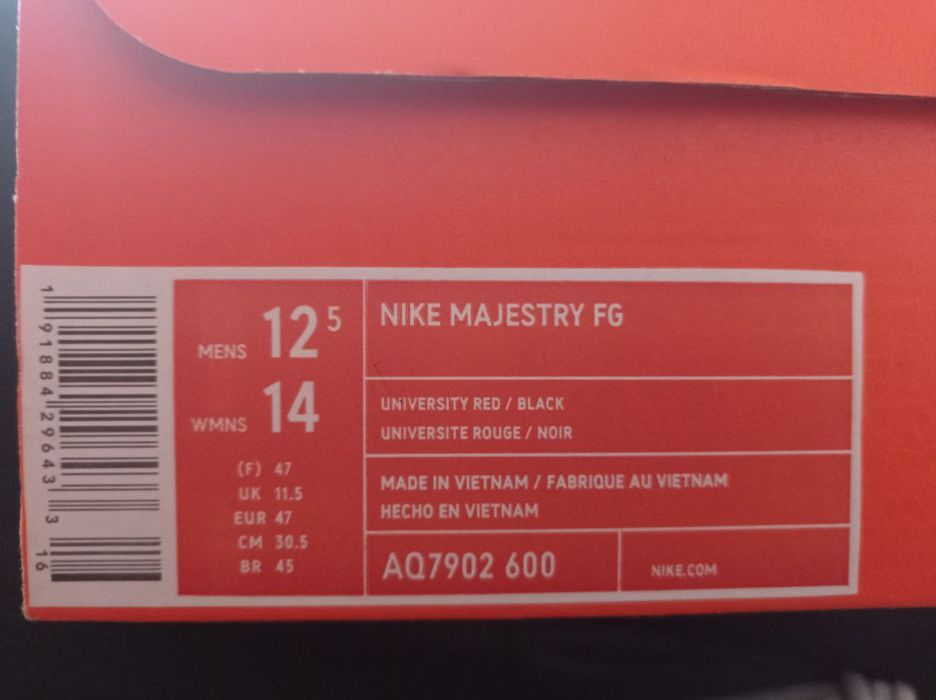 1 91884 29643 3 16
MENS 12 5
WMNS 14
(F) 47
UK 11.5
EUR 47
CM 30.5
BR 45
NIKE MAJESTRY FG
UNIVERSITY RED / BLACK
UNIVERSITE ROUGE / NOIR
MADE IN VIETNAM / FABRIQUE AU VIETNAM
HECHO EN VIETNAM
AQ7902 600
NIKE.COM